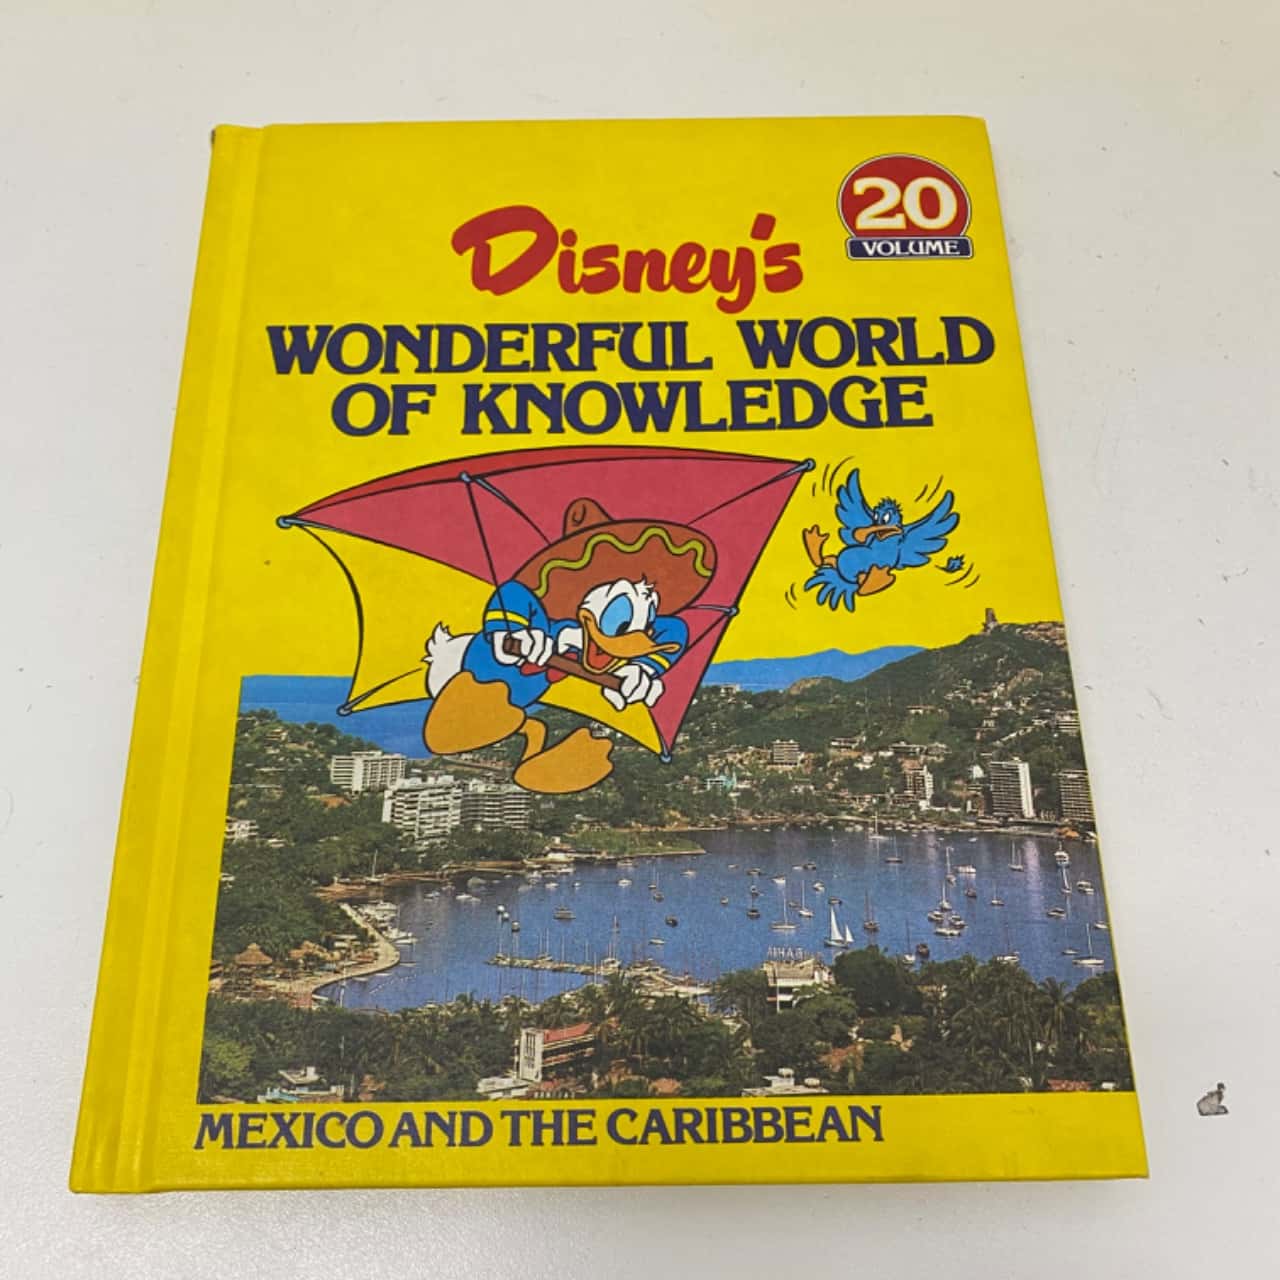 20
VOLUME
Disney's
WONDERFUL WORLD
OF KNOWLEDGE
MEXICO AND THE CARIBBEAN